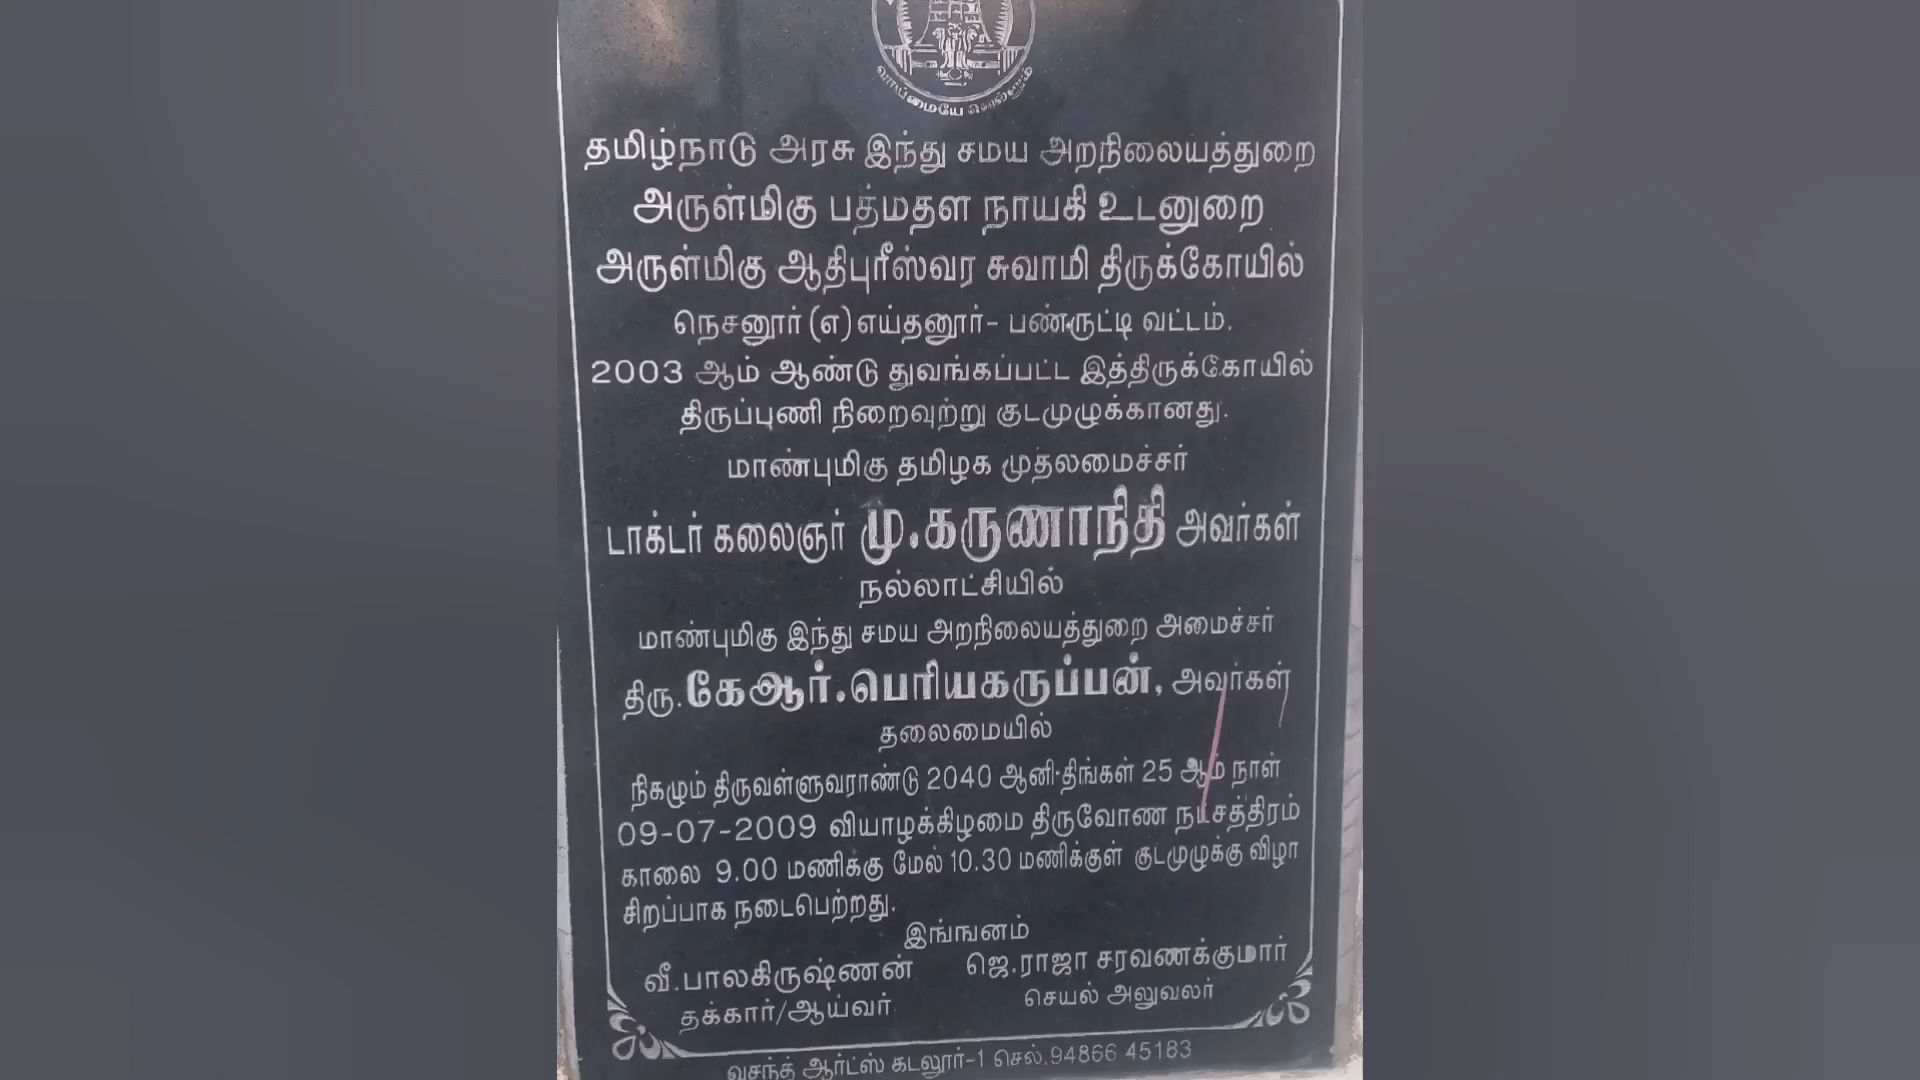 வாய்மையே வெல்லும்
தமிழ்நாடு அரசு இந்து சமய அறநிலையத்துறை
அருள்மிகு பத்மதள நாயகி உடனுறை
அருள்மிகு ஆதிபுரீஸ்வர சுவாமி திருக்கோயில்
நெசனூர் (எ) எய்தனூர்- பண்ருட்டி வட்டம்.
2003 ஆம் ஆண்டு துவங்கப்பட்ட இத்திருக்கோயில்
திருப்புணி நிறைவுற்று குடமுழுக்கானது.
மாண்புமிகு தமிழக முதலமைச்சர்
டாக்டர் கலைஞர் மு.கருணாநிதி அவர்கள்
நல்லாட்சியில்
மாண்புமிகு இந்து சமய அறநிலையத்துறை அமைச்சர்
திரு.கேஆர்.பெரியகருப்பன், அவர்கள்
தலைமையில்
நிகழும் திருவள்ளுவராண்டு 2040 ஆனி-திங்கள் 25 ஆம் நாள்
09-07-2009 வியாழக்கிழமை திருவோண நட்சத்திரம்
காலை 9.00 மணிக்கு மேல் 10.30 மணிக்குள் குடமுழுக்கு விழா
சிறப்பாக நடைபெற்றது.
இங்ஙனம்
வீ.பாலகிருஷ்ணன் ஜெ.ராஜா சரவணக்குமார்
தக்கார்/ஆய்வர் செயல் அலுவலர்
வசந்த் ஆர்ட்ஸ் கடலூர்-1 செல்.94866 45183